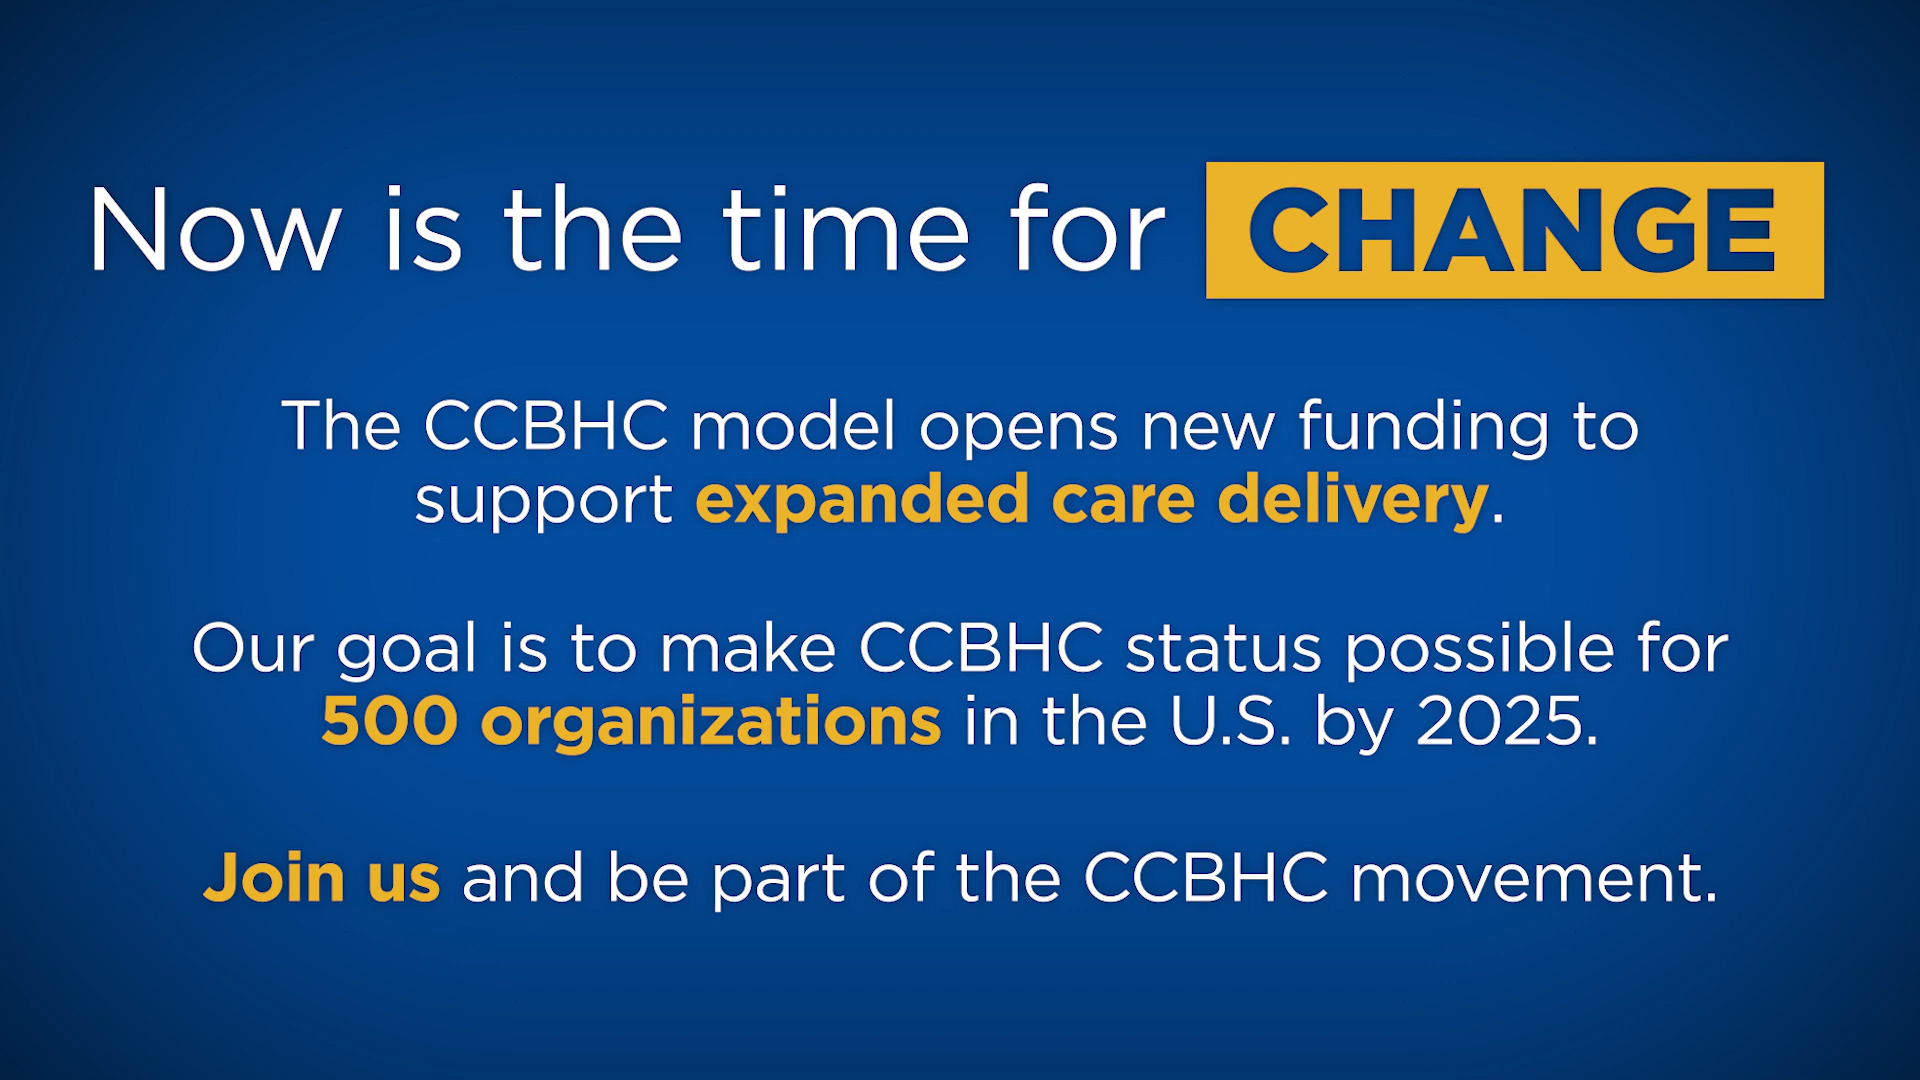 Now is the time for CHANGE
The CCBHC model opens new funding to
support expanded care delivery.
Our goal is to make CCBHC status possible for
500 organizations in the U.S. by 2025.
Join us and be part of the CCBHC movement.